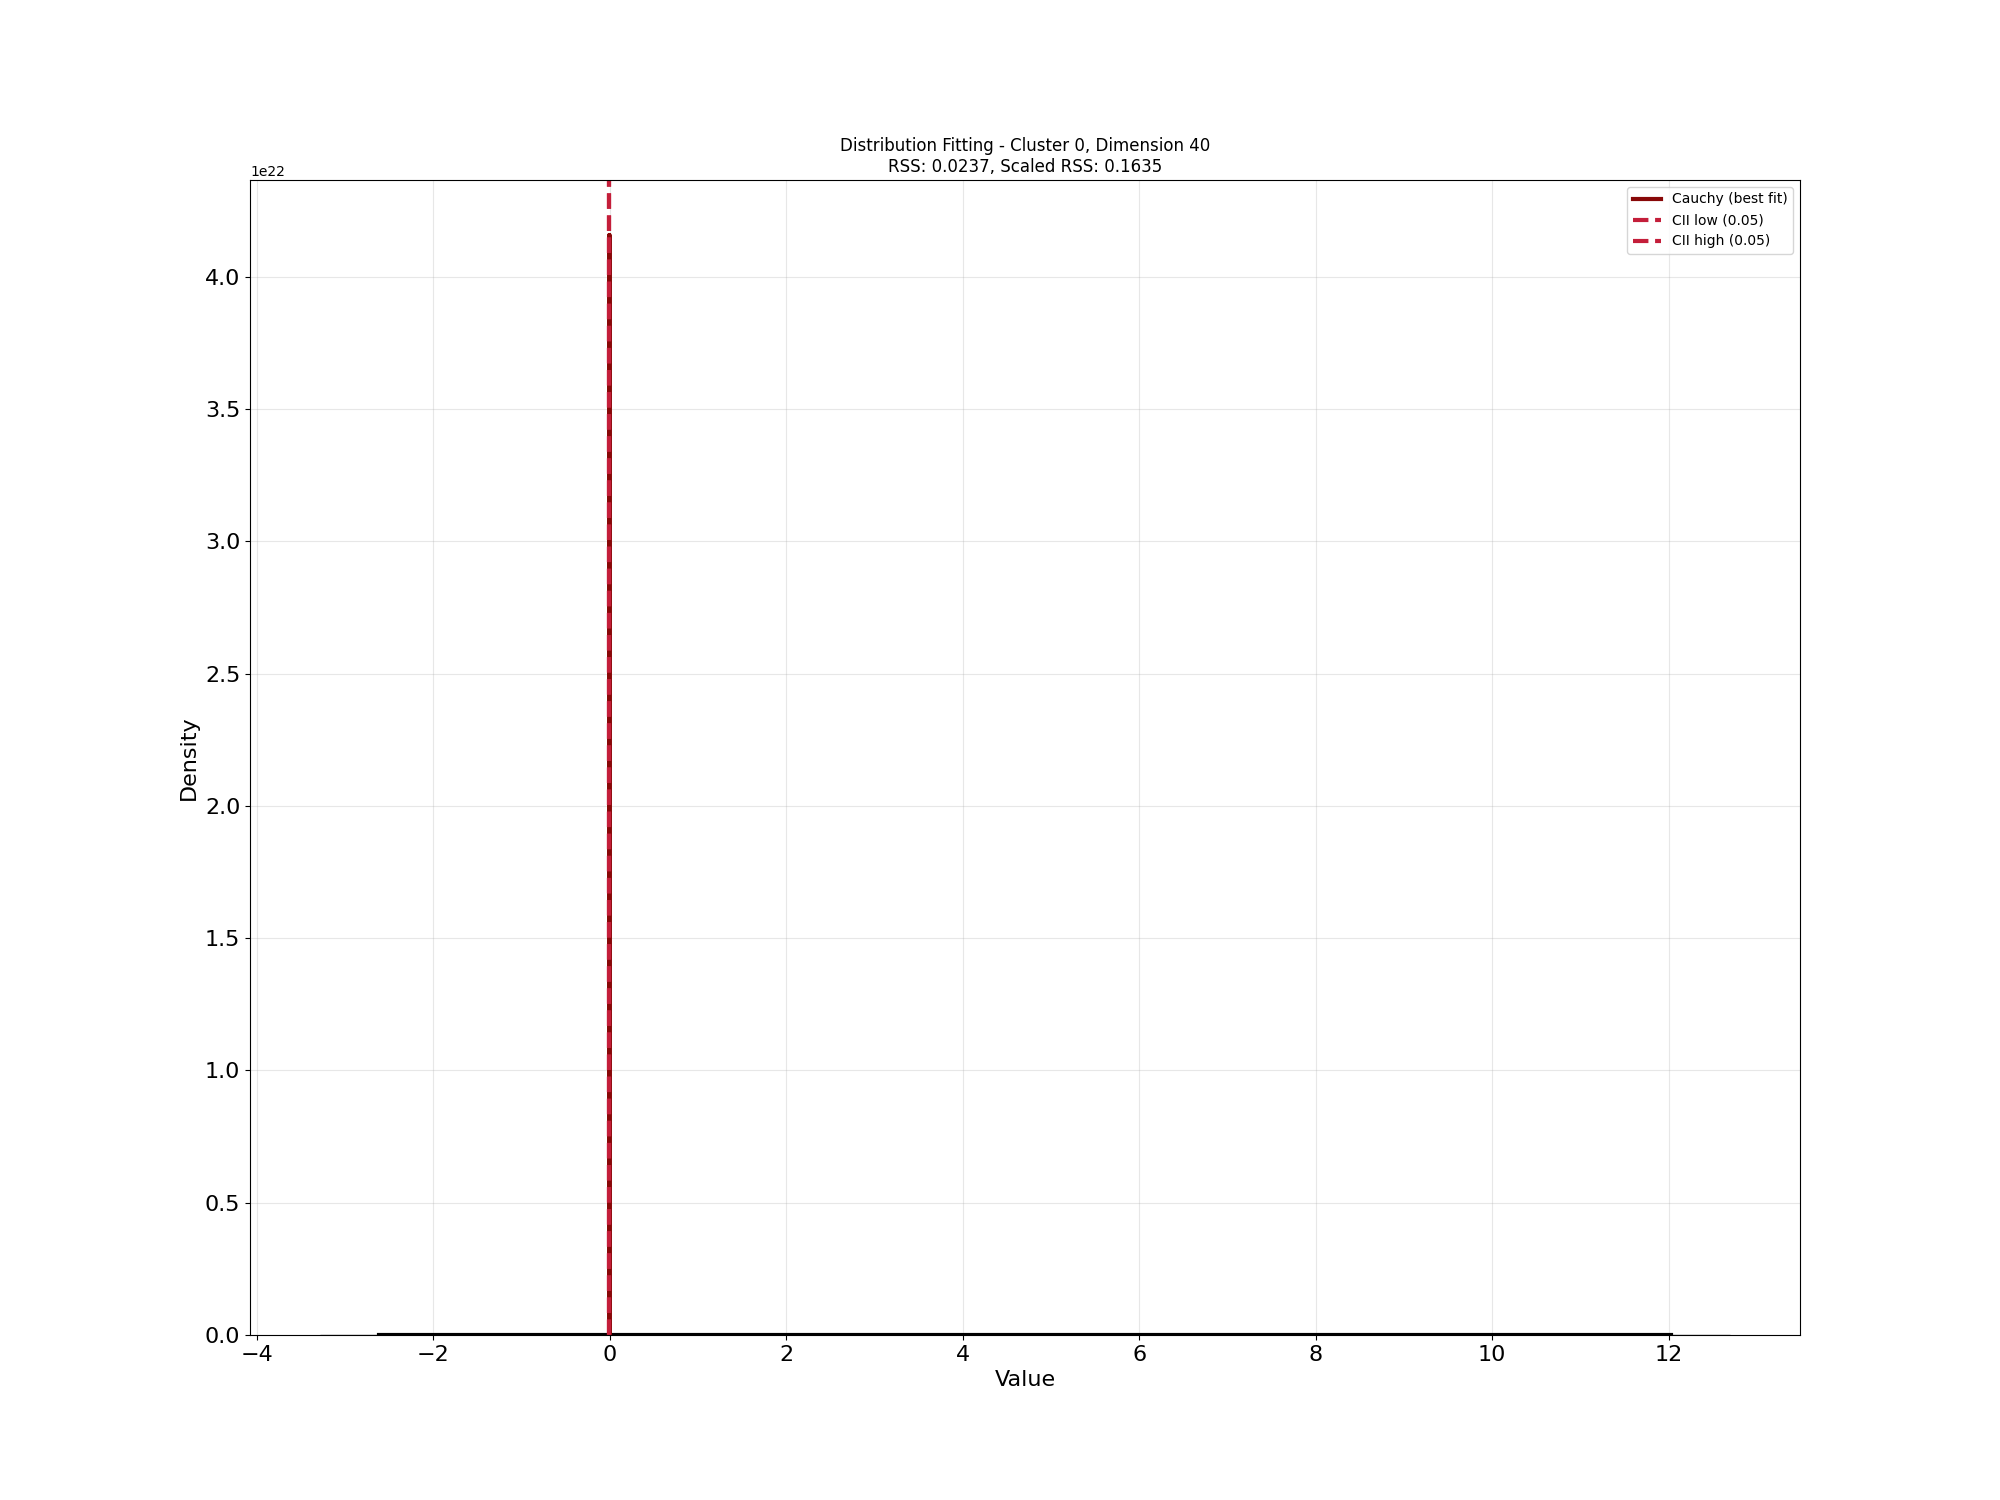 Distribution Fitting - Cluster 0, Dimension 40
RSS: 0.0237, Scaled RSS: 0.1635
1e22
Cauchy (best fit)
CII low (0.05)
CII high (0.05)
4.0
3.5
3.0
2.5
2.0
1.5
1.0
0.5
0.0
Density
−4 −2 0 2 4 6 8 10 12
Value